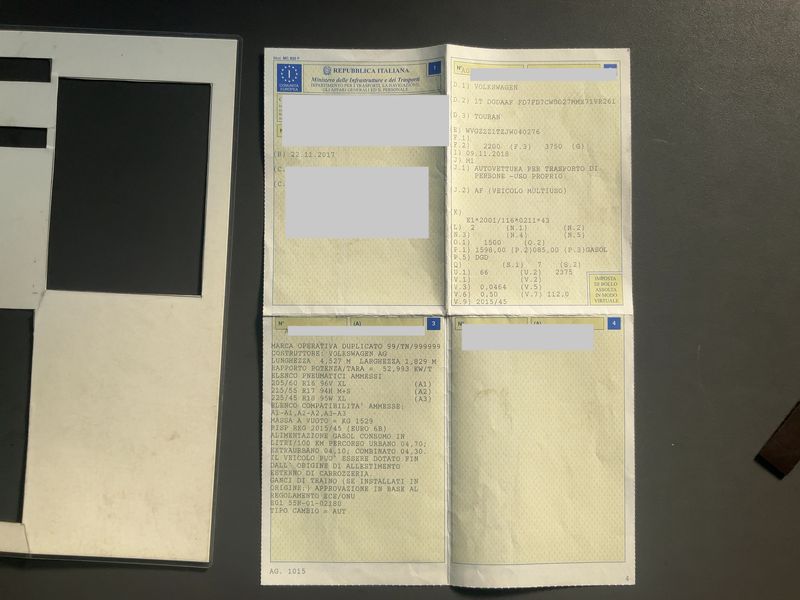 Mod. MC 820 F
REPUBBLICA ITALIANA
Ministero delle Infrastrutture e dei Trasporti
DIPARTIMENTO PER I TRASPORTI, LA NAVIGAZIONE,
GLI AFFARI GENERALI ED IL PERSONALE
I
COMUNITÀ
EUROPEA
1
(B) 22.11.2017
(C.
(C.
N° AG
D.1) VOLKSWAGEN
D.2) 1T DGDAAF
D.3) TOURAN
E) WVGZZZ1TZJW040276
F.1)
F.2) 2200 (F.3) 3750 (G)
I) 09.11.2018
J) M1
J.1) AUTOVETTURA PER TRASPORTO DI
PERSONE -USO PROPRIO
J.2) AF (VEICOLO MULTIUSO)
K)
E1*2001/116*0211*43
L) 2 (N.1) (N.2)
N.3) (N.4) (N.5)
O.1) 1500 (O.2)
P.1) 1598,00 (P.2)085,00 (P.3)GASOL
P.5) DGD
Q) (S.1) 7 (S.2)
U.1) 66 (U.2) 2375
V.1) (V.2)
V.3) 0,0464 (V.5)
V.6) 0,50 (V.7) 112,0
V.9) 2015/45
IMPOSTA
DI BOLLO
ASSOLTA
IN MODO
VIRTUALE
N° (A) 3
MARCA OPERATIVA DUPLICATO 99/TN/999999
COSTRUTTORE: VOLKSWAGEN AG
LUNGHEZZA 4,527 M LARGHEZZA 1,829 M
RAPPORTO POTENZA/TARA = 52,993 KW/T
ELENCO PNEUMATICI AMMESSI
205/60 R16 96V XL (A1)
215/55 R17 94H M+S (A2)
225/45 R18 95W XL (A3)
ELENCO COMPATIBILITA' AMMESSE:
A1-A1,A2-A2,A3-A3
MASSA A VUOTO = KG 1529
RISP REG 2015/45 (EURO 6B)
ALIMENTAZIONE GASOL CONSUMO IN
LITRI/100 KM PERCORSO URBANO 04,70;
EXTRAURBANO 04,10; COMBINATO 04,30.
IL VEICOLO PUO' ESSERE DOTATO FIN
DALL' ORIGINE DI ALLESTIMENTO
ESTERNO DI CARROZZERIA.
GANCI DI TRAINO (SE INSTALLATI IN
ORIGINE:) APPROVAZIONE IN BASE AL
REGOLAMENTO ECE/ONU
E01 55R-01-02180
TIPO CAMBIO = AUT
N° (A) 4
AG. 1015
4